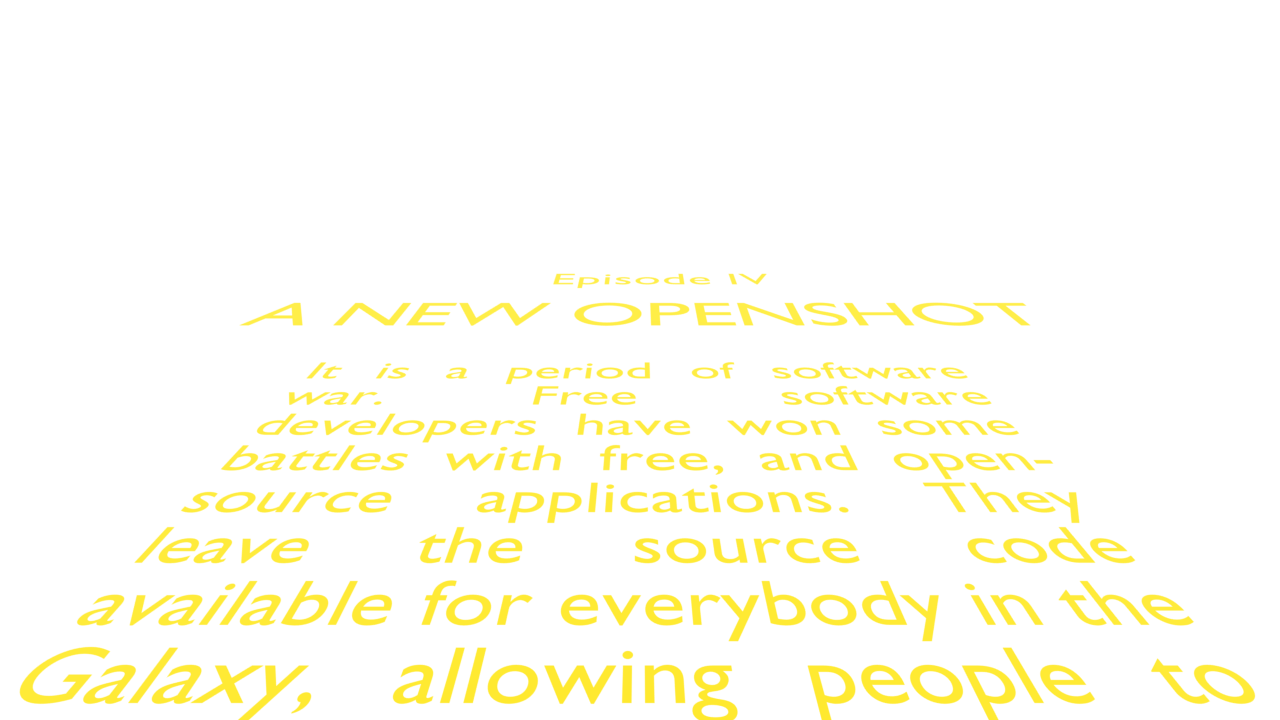 Episode IV
A NEW OPENSHOT
It is a period of software
war. Free software
developers have won some
battles with free, and open-
source applications. They
leave the source code
available for everybody in the
Galaxy, allowing people to